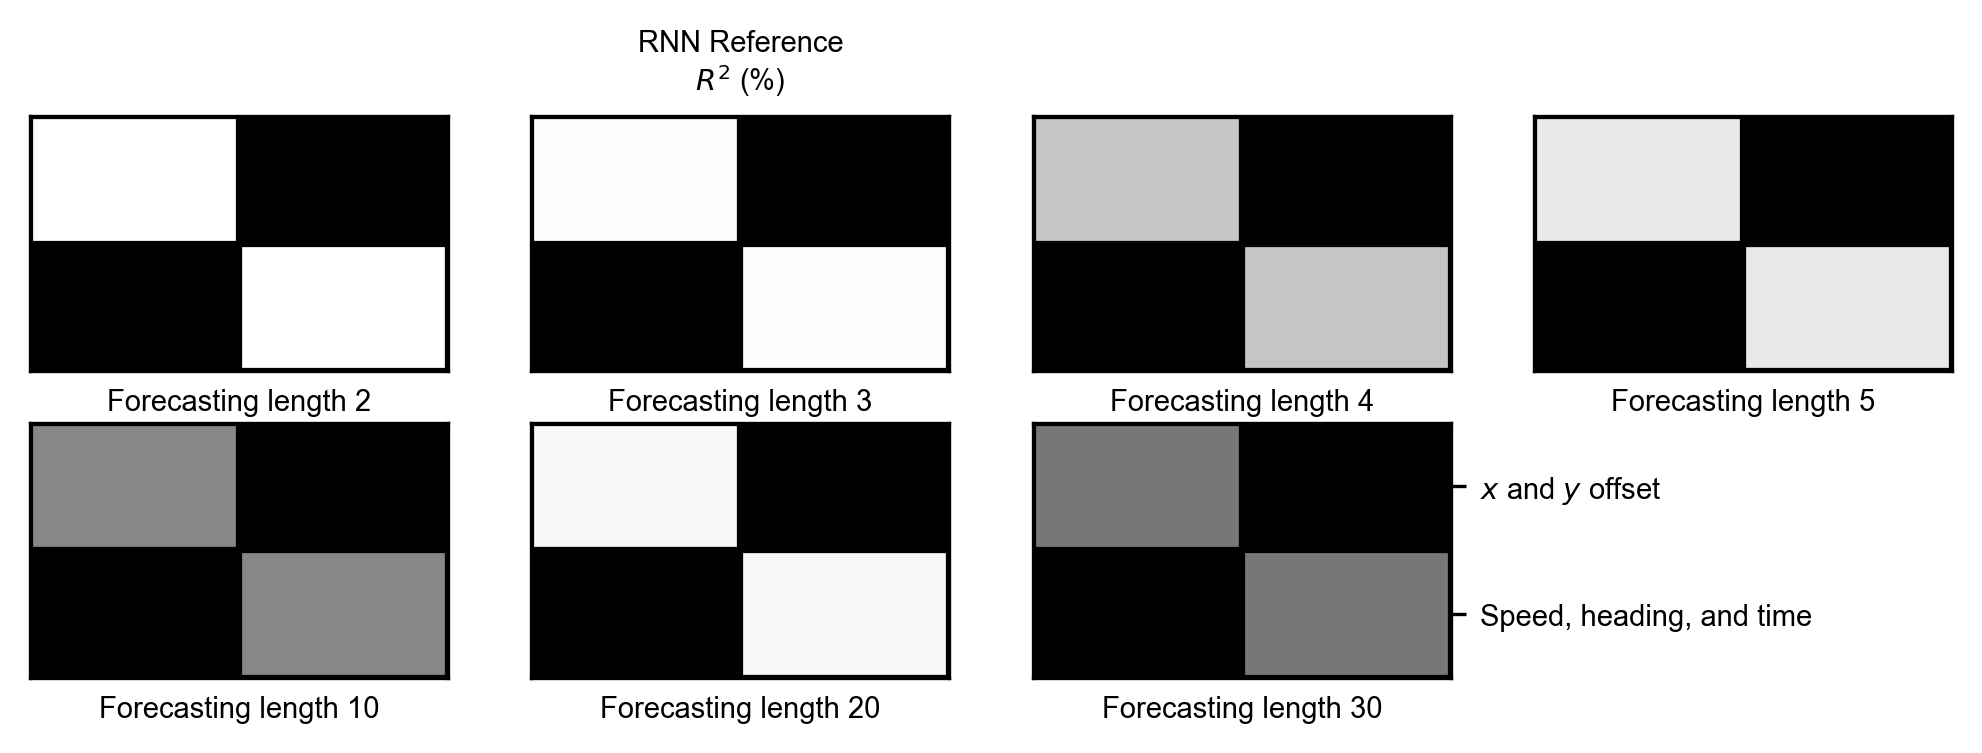 RNN Reference
R² (%)
Forecasting length 2
Forecasting length 3
Forecasting length 4
Forecasting length 5
x and y offset
Speed, heading, and time
Forecasting length 10
Forecasting length 20
Forecasting length 30